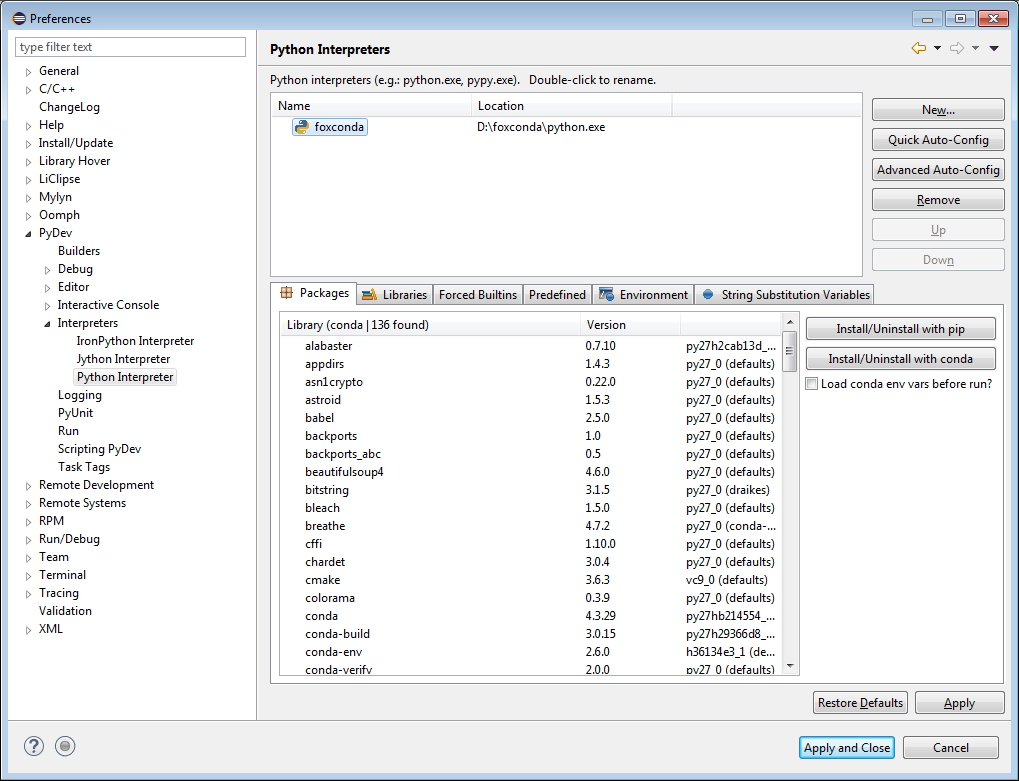 Preferences
type filter text
General
C/C++
ChangeLog
Help
Install/Update
Library Hover
LiClipse
Mylyn
Oomph
PyDev
Builders
Debug
Editor
Interactive Console
Interpreters
IronPython Interpreter
Jython Interpreter
Python Interpreter
Logging
PyUnit
Run
Scripting PyDev
Task Tags
Remote Development
Remote Systems
RPM
Run/Debug
Team
Terminal
Tracing
Validation
XML
Python Interpreters
Python interpreters (e.g.: python.exe, pypy.exe).   Double-click to rename.
Name Location
foxconda D:\foxconda\python.exe
New...
Quick Auto-Config
Advanced Auto-Config
Remove
Up
Down
Packages Libraries Forced Builtins Predefined Environment String Substitution Variables
Library (conda | 136 found) Version
alabaster 0.7.10 py27h2cab13d_...
appdirs 1.4.3 py27_0 (defaults)
asn1crypto 0.22.0 py27_0 (defaults)
astroid 1.5.3 py27_0 (defaults)
babel 2.5.0 py27_0 (defaults)
backports 1.0 py27_0 (defaults)
backports_abc 0.5 py27_0 (defaults)
beautifulsoup4 4.6.0 py27_0 (defaults)
bitstring 3.1.5 py27_0 (draikes)
bleach 1.5.0 py27_0 (defaults)
breathe 4.7.2 py27_0 (conda-...
cffi 1.10.0 py27_0 (defaults)
chardet 3.0.4 py27_0 (defaults)
cmake 3.6.3 vc9_0 (defaults)
colorama 0.3.9 py27_0 (defaults)
conda 4.3.29 py27hb214554_...
conda-build 3.0.15 py27h29366d8_...
conda-env 2.6.0 h36134e3_1 (de...
conda-verify 2.0.0 py27_0 (defaults)
Install/Uninstall with pip
Install/Uninstall with conda
Load conda env vars before run?
Restore Defaults Apply
? Apply and Close Cancel